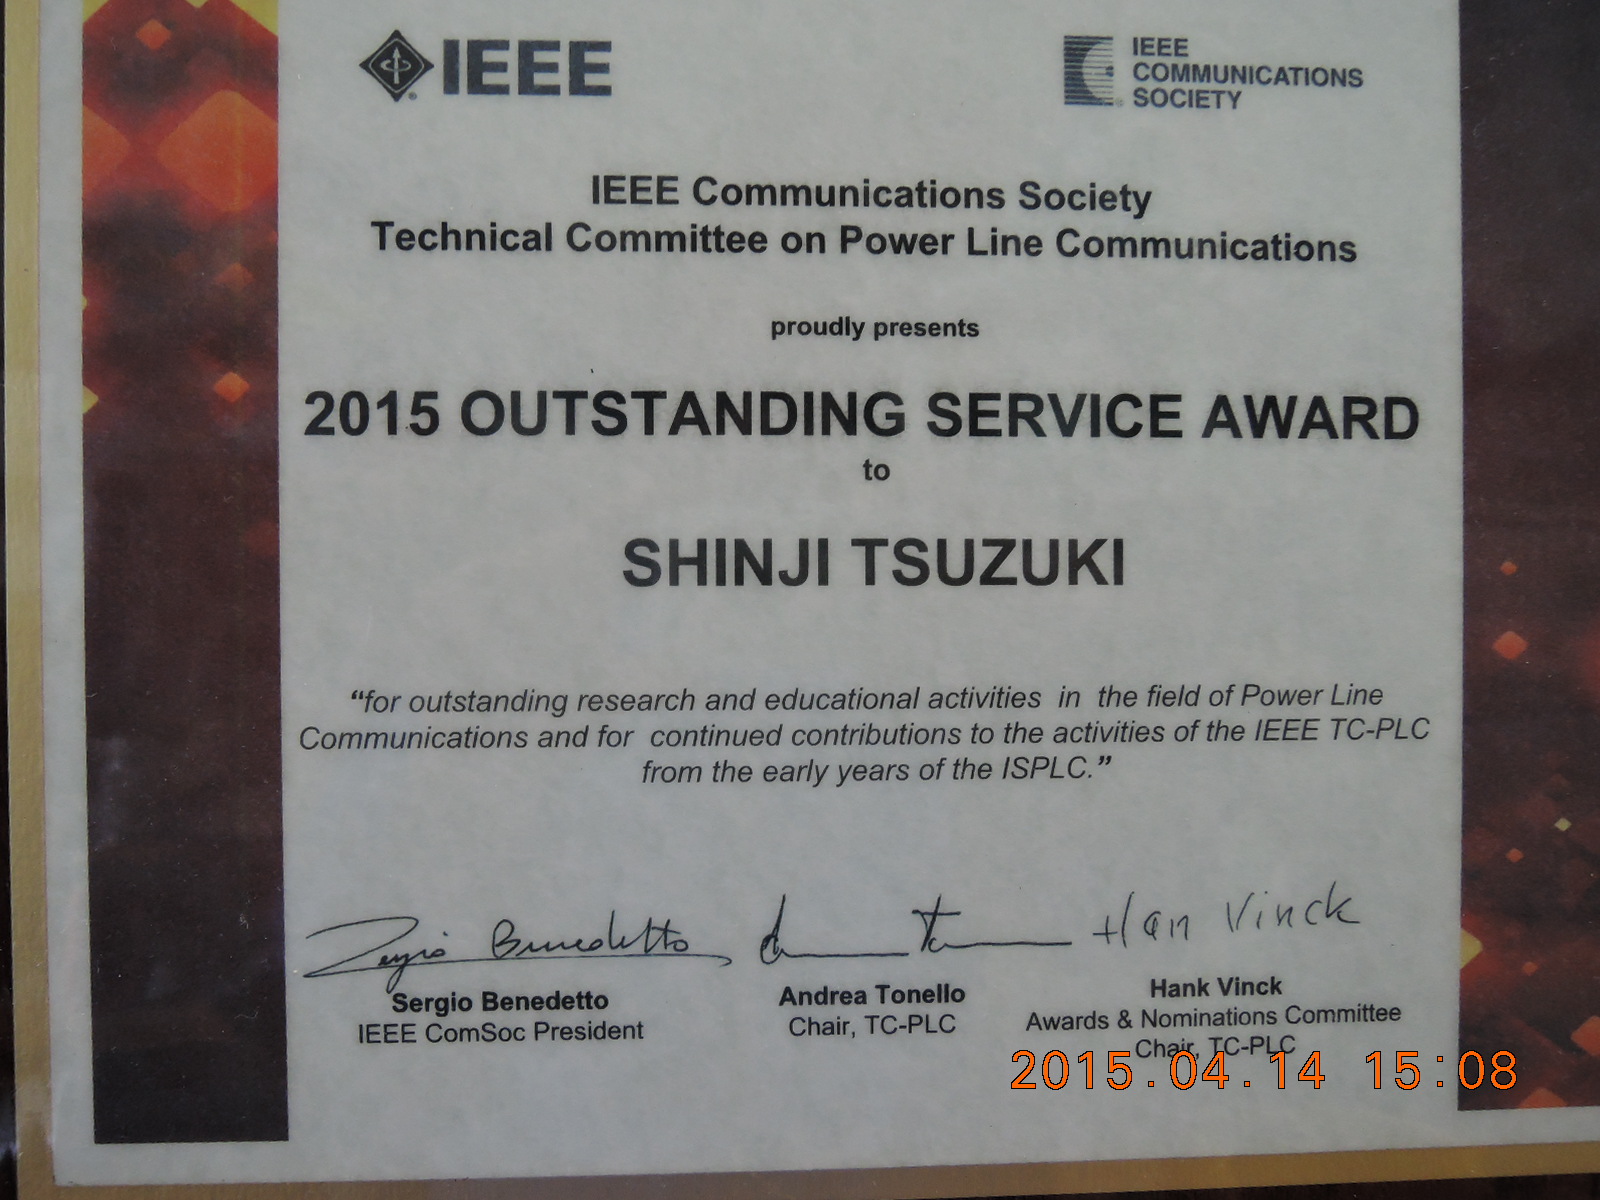 IEEE
IEEE
COMMUNICATIONS
SOCIETY
IEEE Communications Society
Technical Committee on Power Line Communications
proudly presents
2015 OUTSTANDING SERVICE AWARD
to
SHINJI TSUZUKI
“for outstanding research and educational activities in the field of Power Line
Communications and for continued contributions to the activities of the IEEE TC-PLC
from the early years of the ISPLC.”
Sergio Benedetto
Han Vinck
Sergio Benedetto
IEEE ComSoc President
Andrea Tonello
Chair, TC-PLC
Hank Vinck
Awards & Nominations Committee
Chair, TC-PLC
2015.04.14 15:08